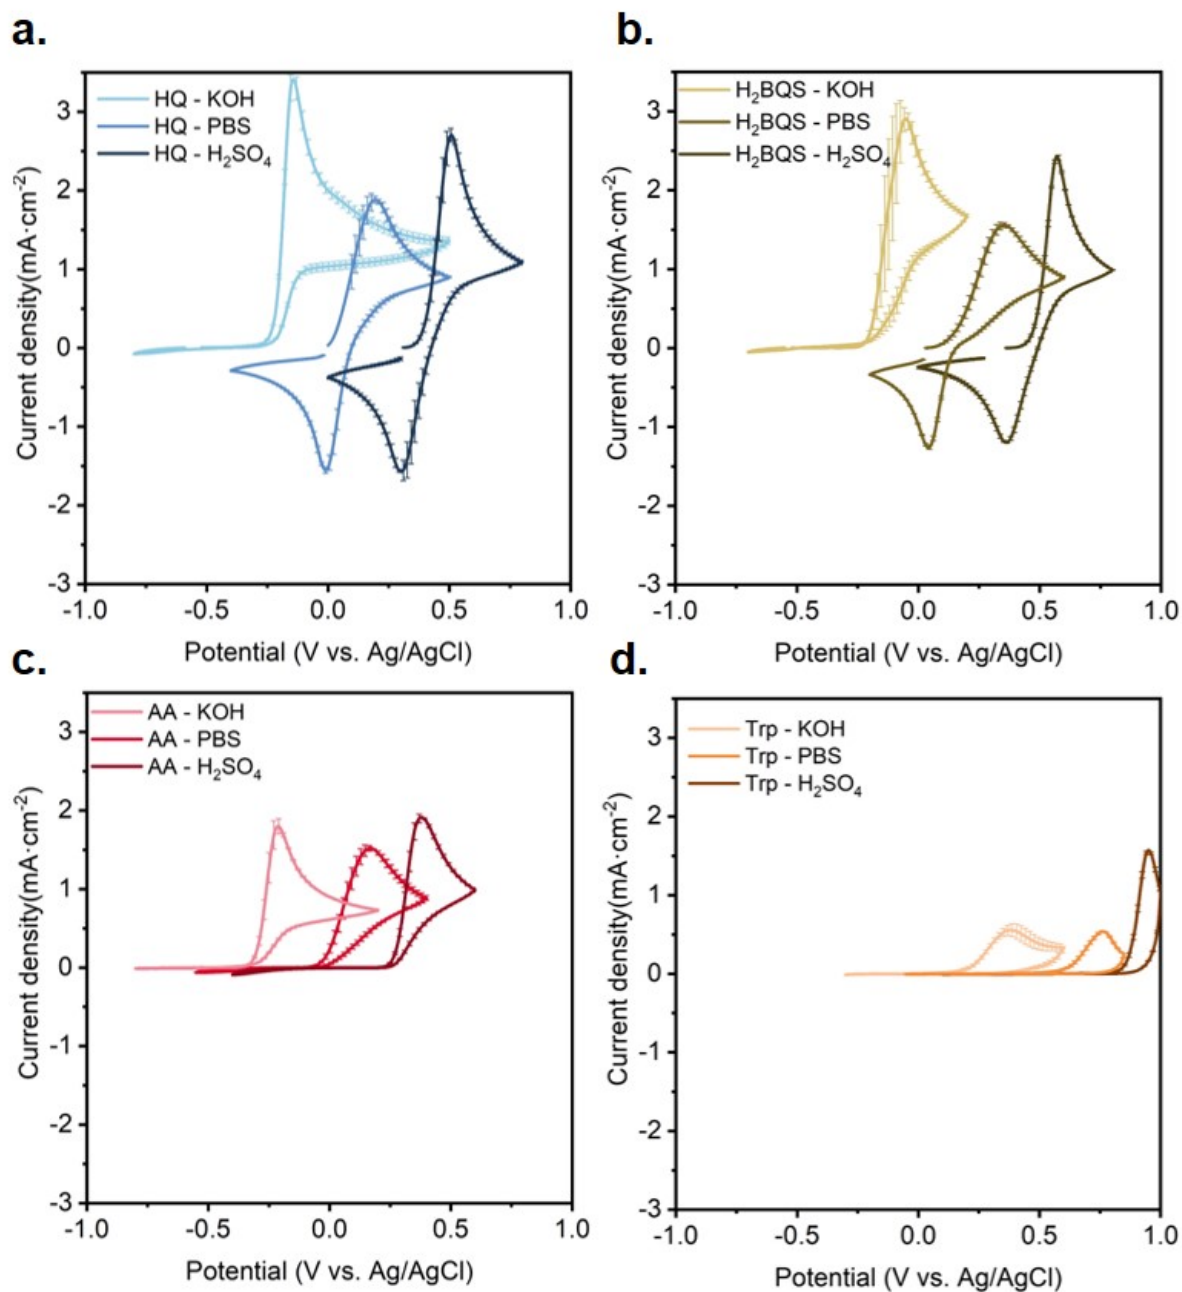 a.
HQ - KOH
HQ - PBS
HQ - H₂SO₄
3
2
1
0
-1
-2
-3
Current density(mA·cm⁻²)
-1.0 -0.5 0.0 0.5 1.0
Potential (V vs. Ag/AgCl)
b.
H₂BQS - KOH
H₂BQS - PBS
H₂BQS - H₂SO₄
3
2
1
0
-1
-2
-3
Current density(mA·cm⁻²)
-1.0 -0.5 0.0 0.5 1.0
Potential (V vs. Ag/AgCl)
c.
AA - KOH
AA - PBS
AA - H₂SO₄
3
2
1
0
-1
-2
-3
Current density(mA·cm⁻²)
-1.0 -0.5 0.0 0.5 1.0
Potential (V vs. Ag/AgCl)
d.
Trp - KOH
Trp - PBS
Trp - H₂SO₄
3
2
1
0
-1
-2
-3
Current density(mA·cm⁻²)
-1.0 -0.5 0.0 0.5 1.0
Potential (V vs. Ag/AgCl)